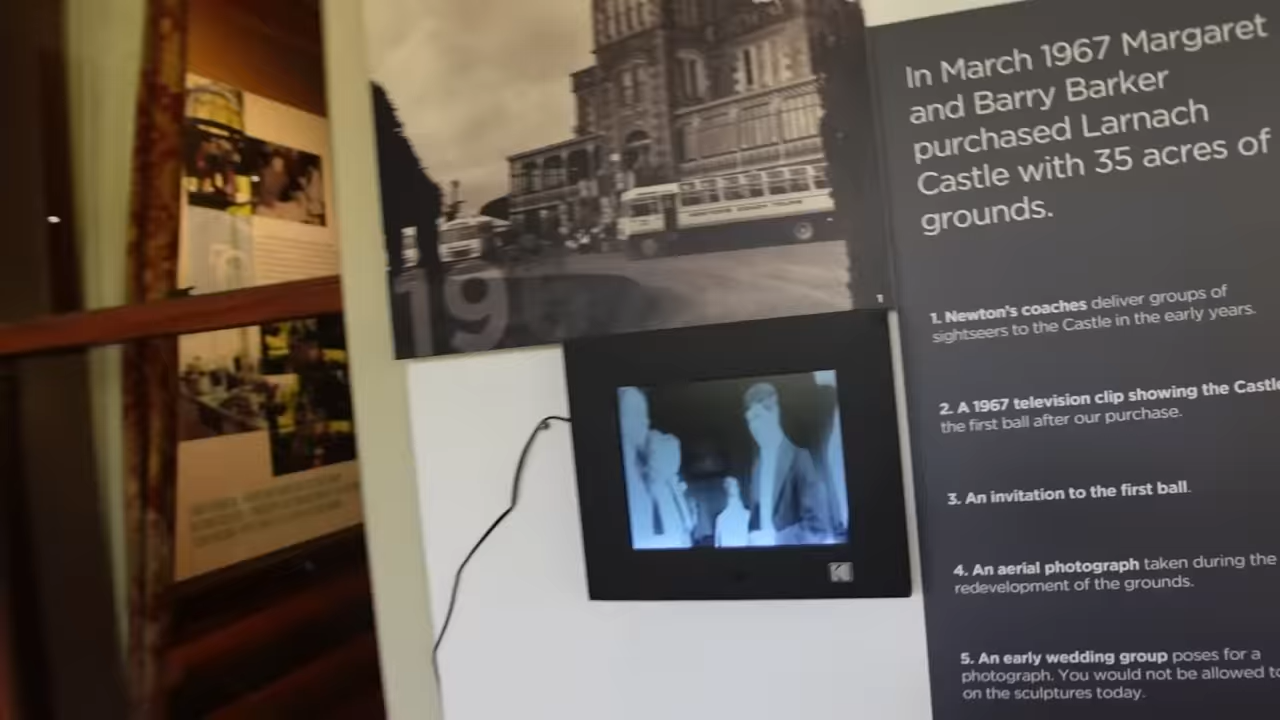 In March 1967 Margaret
and Barry Barker
purchased Larnach
Castle with 35 acres of
grounds.
19
1
1. Newton's coaches deliver groups of
sightseers to the Castle in the early years.
2. A 1967 television clip showing the Castle
the first ball after our purchase.
3. An invitation to the first ball.
4. An aerial photograph taken during the
redevelopment of the grounds.
5. An early wedding group poses for a
photograph. You would not be allowed to
on the sculptures today.